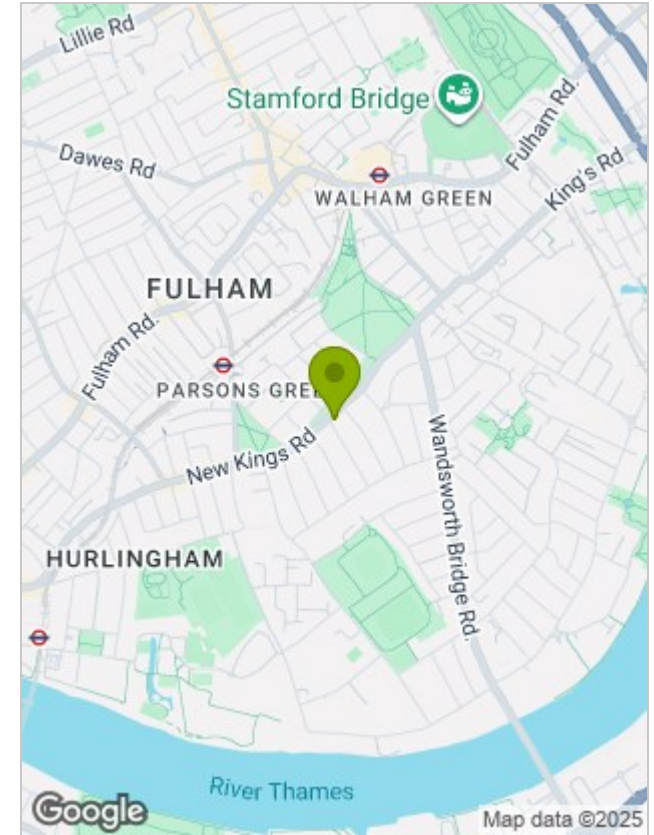 Lillie Rd
Stamford Bridge
Fulham Rd.
Dawes Rd
King's Rd
WALHAM GREEN
FULHAM
Fulham Rd.
PARSONS GRE
New Kings Rd
Wandsworth Bridge Rd.
HURLINGHAM
River Thames
Google
Map data ©2025